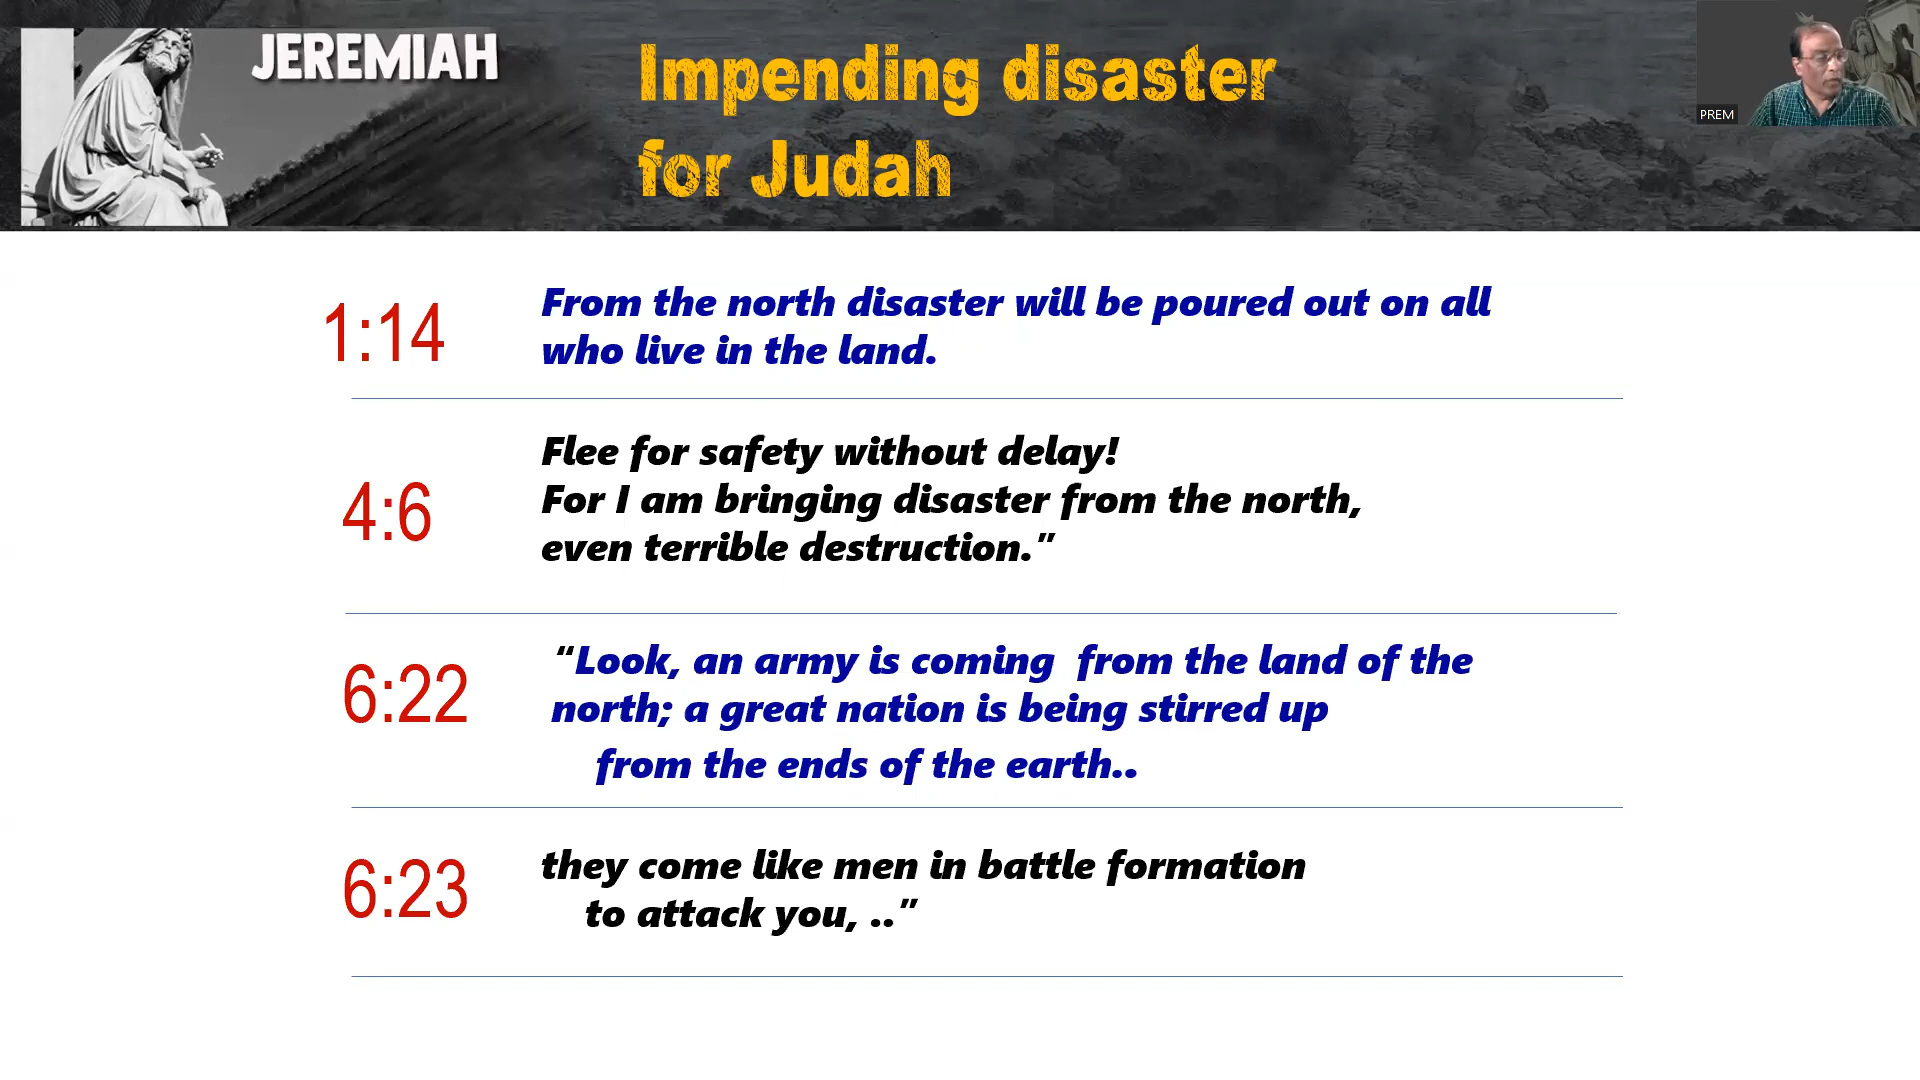 JEREMIAH
Impending disaster
for Judah
PREM
1:14
From the north disaster will be poured out on all
who live in the land.
4:6
Flee for safety without delay!
For I am bringing disaster from the north,
even terrible destruction.”
6:22
“Look, an army is coming  from the land of the
north; a great nation is being stirred up
from the ends of the earth..
6:23
they come like men in battle formation
to attack you, ..”